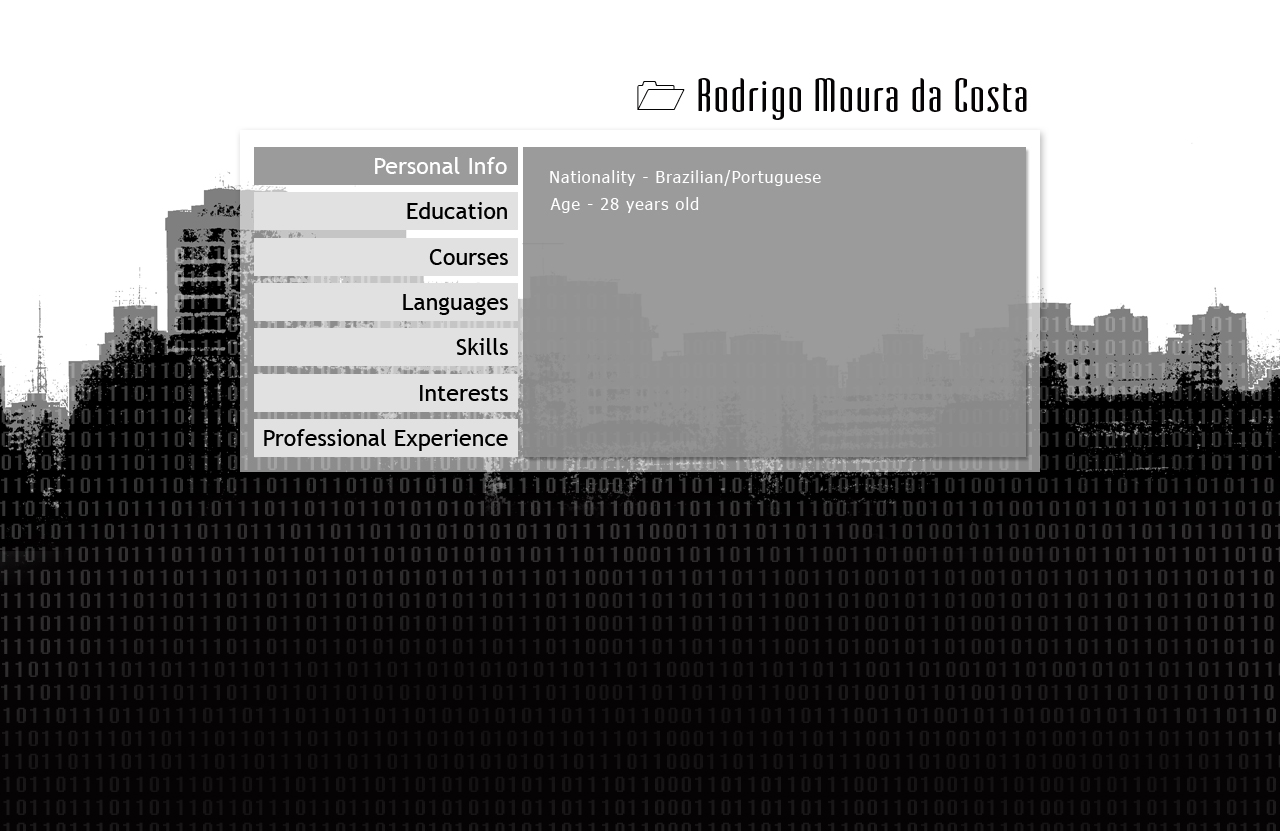 Rodrigo Moura da Costa
Personal Info
Education
Courses
Languages
Skills
Interests
Professional Experience
Nationality - Brazilian/Portuguese
Age - 28 years old